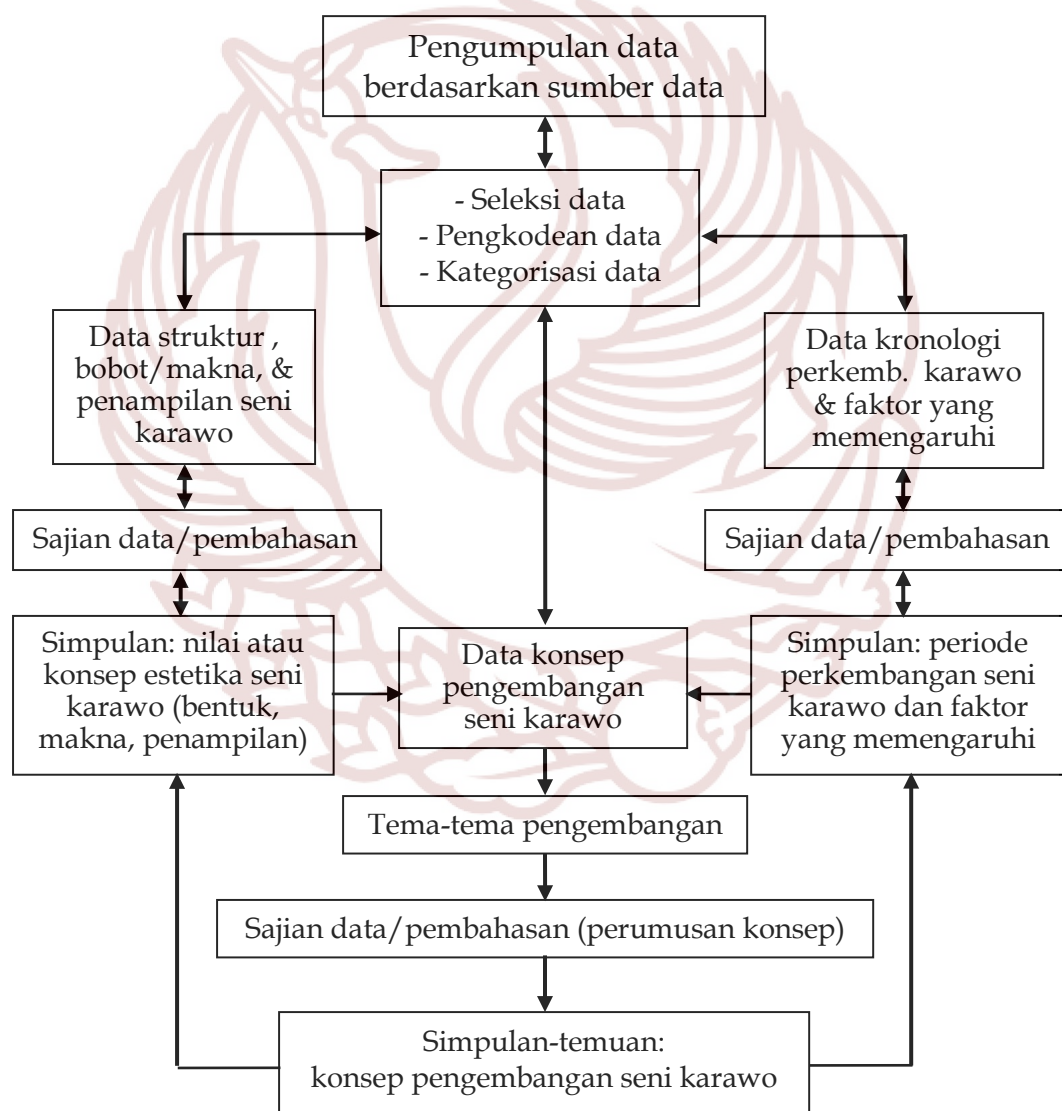 Pengumpulan data
berdasarkan sumber data
- Seleksi data
- Pengkodean data
- Kategorisasi data
Data struktur ,
bobot/makna, &
penampilan seni
karawo
Data kronologi
perkemb.  karawo
& faktor yang
memengaruhi
Sajian data/pembahasan
Sajian data/pembahasan
Simpulan: nilai atau
konsep estetika seni
karawo (bentuk,
makna, penampilan)
Data konsep
pengembangan
seni karawo
Simpulan: periode
perkembangan seni
karawo dan faktor
yang memengaruhi
Tema-tema pengembangan
Sajian data/pembahasan (perumusan konsep)
Simpulan-temuan:
konsep pengembangan seni karawo